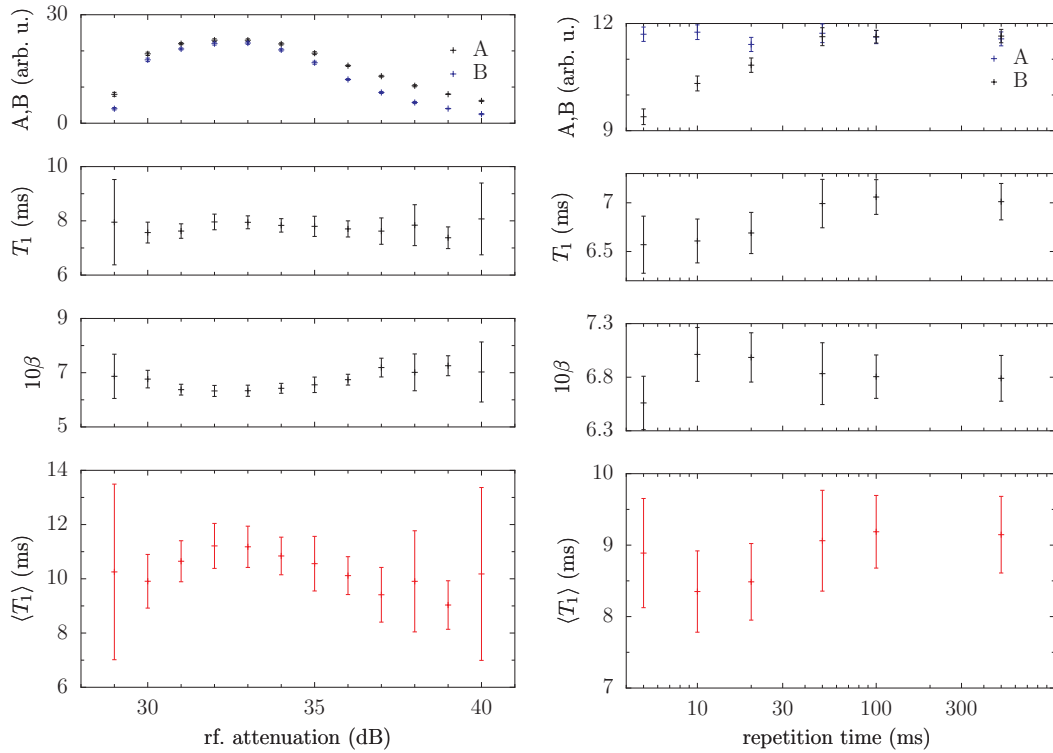 30
0
A,B (arb. u.)
A
B
10
8
6
T₁ (ms)
9
7
5
10β
14
12
10
8
6
⟨T₁⟩ (ms)
30
35
40
rf. attenuation (dB)
12
9
A,B (arb. u.)
A
B
7
6.5
T₁ (ms)
7.3
6.8
6.3
10β
10
9
8
7
⟨T₁⟩ (ms)
10
30
100
300
repetition time (ms)